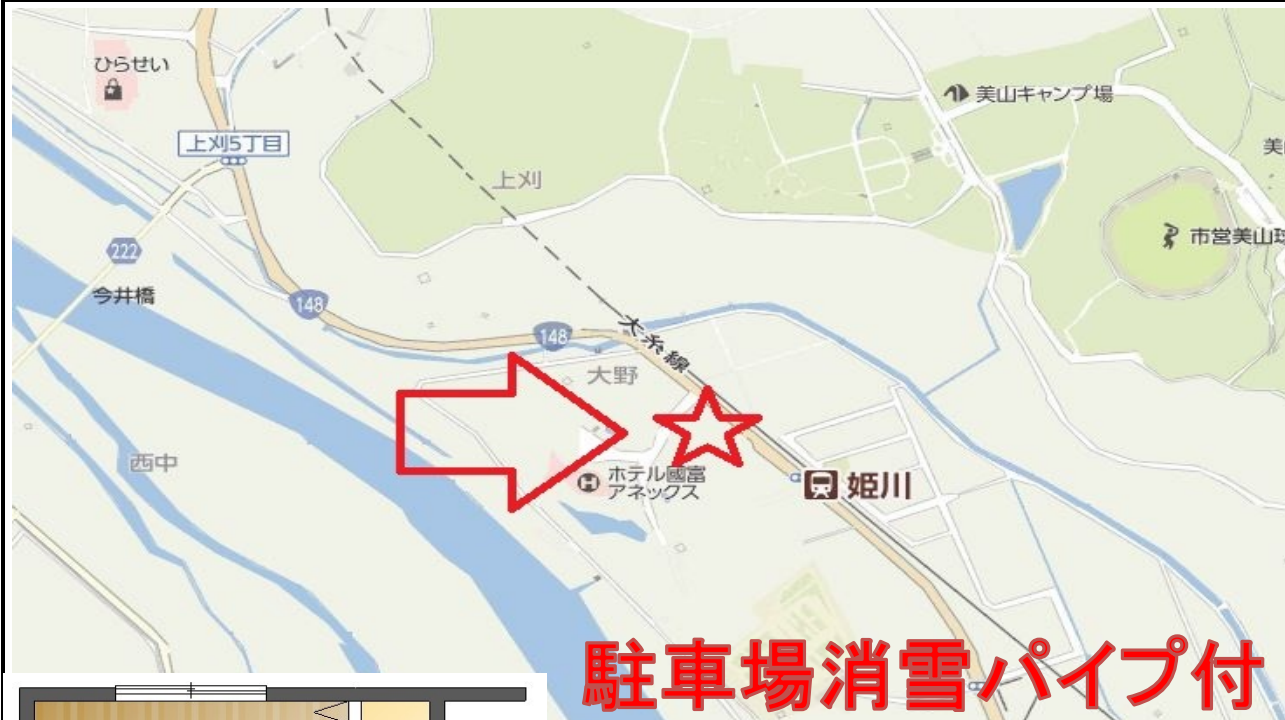 ひらせい
美山キャンプ場
上刈5丁目
上刈
市営美山球
222
今井橋
148
148
大糸線
大野
西中
ホテル國富
アネックス
姫川
駐車場消雪パイプ付